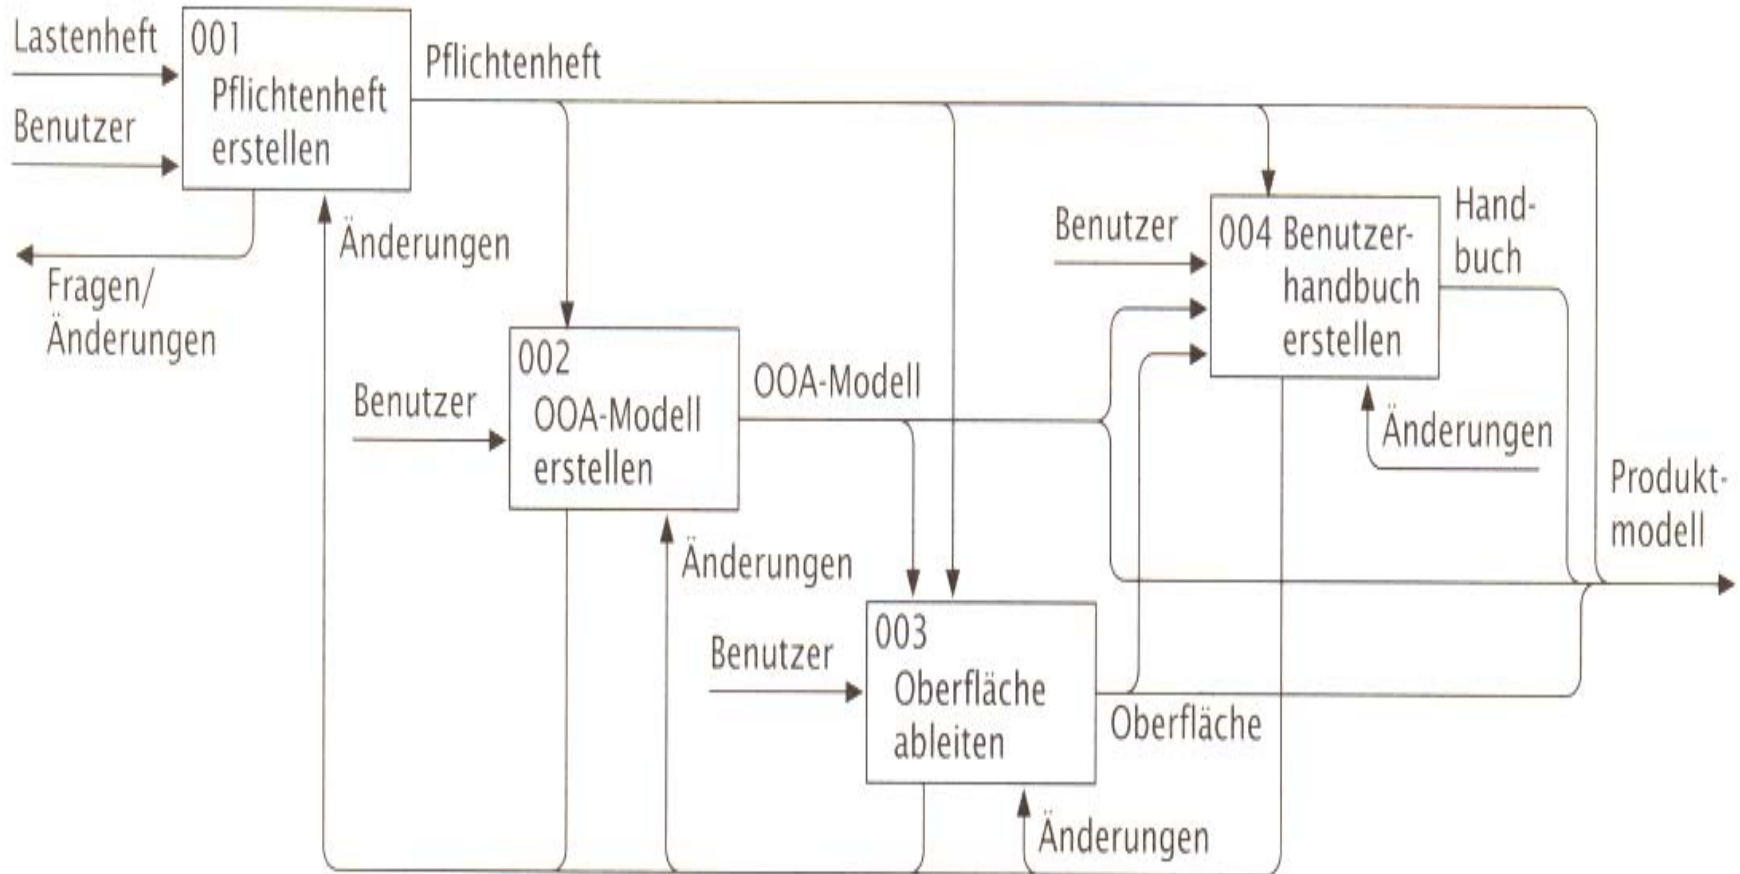 Lastenheft
Benutzer
001
Pflichtenheft
erstellen
Pflichtenheft
Fragen/
Änderungen
Änderungen
Benutzer
002
OOA-Modell
erstellen
OOA-Modell
Änderungen
Benutzer
003
Oberfläche
ableiten
Oberfläche
Änderungen
Benutzer
004 Benutzer-
handbuch
erstellen
Hand-
buch
Änderungen
Produkt-
modell